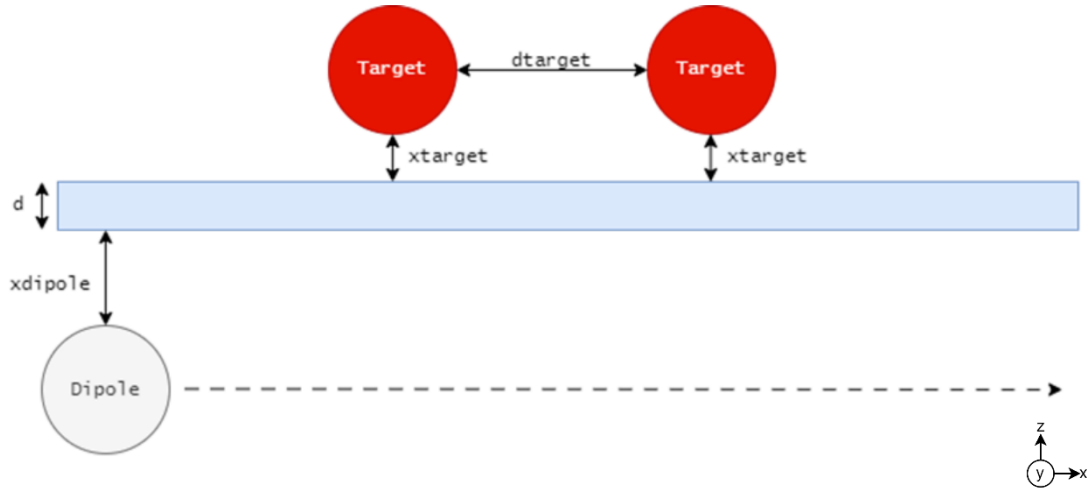 Target
dtarget
Target
xtarget
xtarget
d
xdipole
Dipole
z
y
x